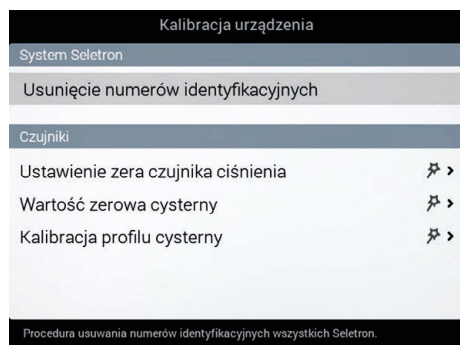 Kalibracja urządzenia
System Seletron
Usunięcie numerów identyfikacyjnych
Czujniki
Ustawienie zera czujnika ciśnienia
Wartość zerowa cysterny
Kalibracja profilu cysterny
Procedura usuwania numerów identyfikacyjnych wszystkich Seletron.